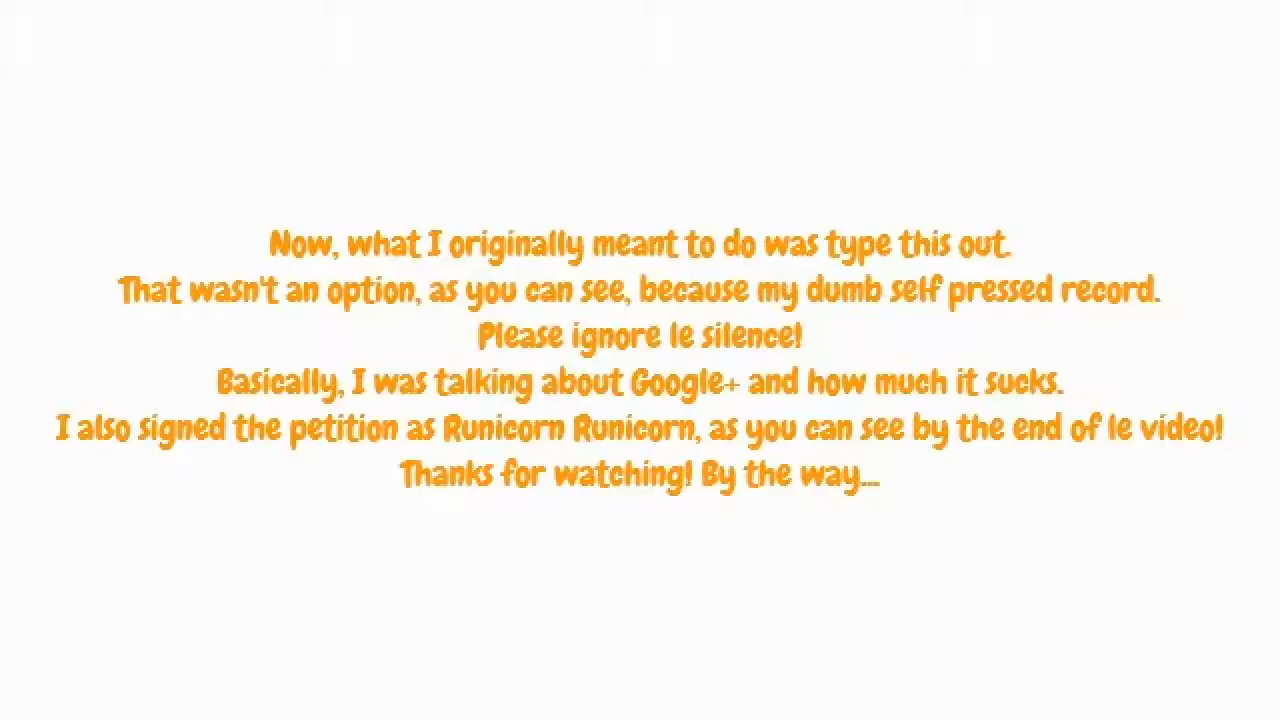 Now, what I originally meant to do was type this out.
That wasn't an option, as you can see, because my dumb self pressed record.
Please ignore le silence!
Basically, I was talking about Google+ and how much it sucks.
I also signed the petition as Runicorn Runicorn, as you can see by the end of le video!
Thanks for watching! By the way...